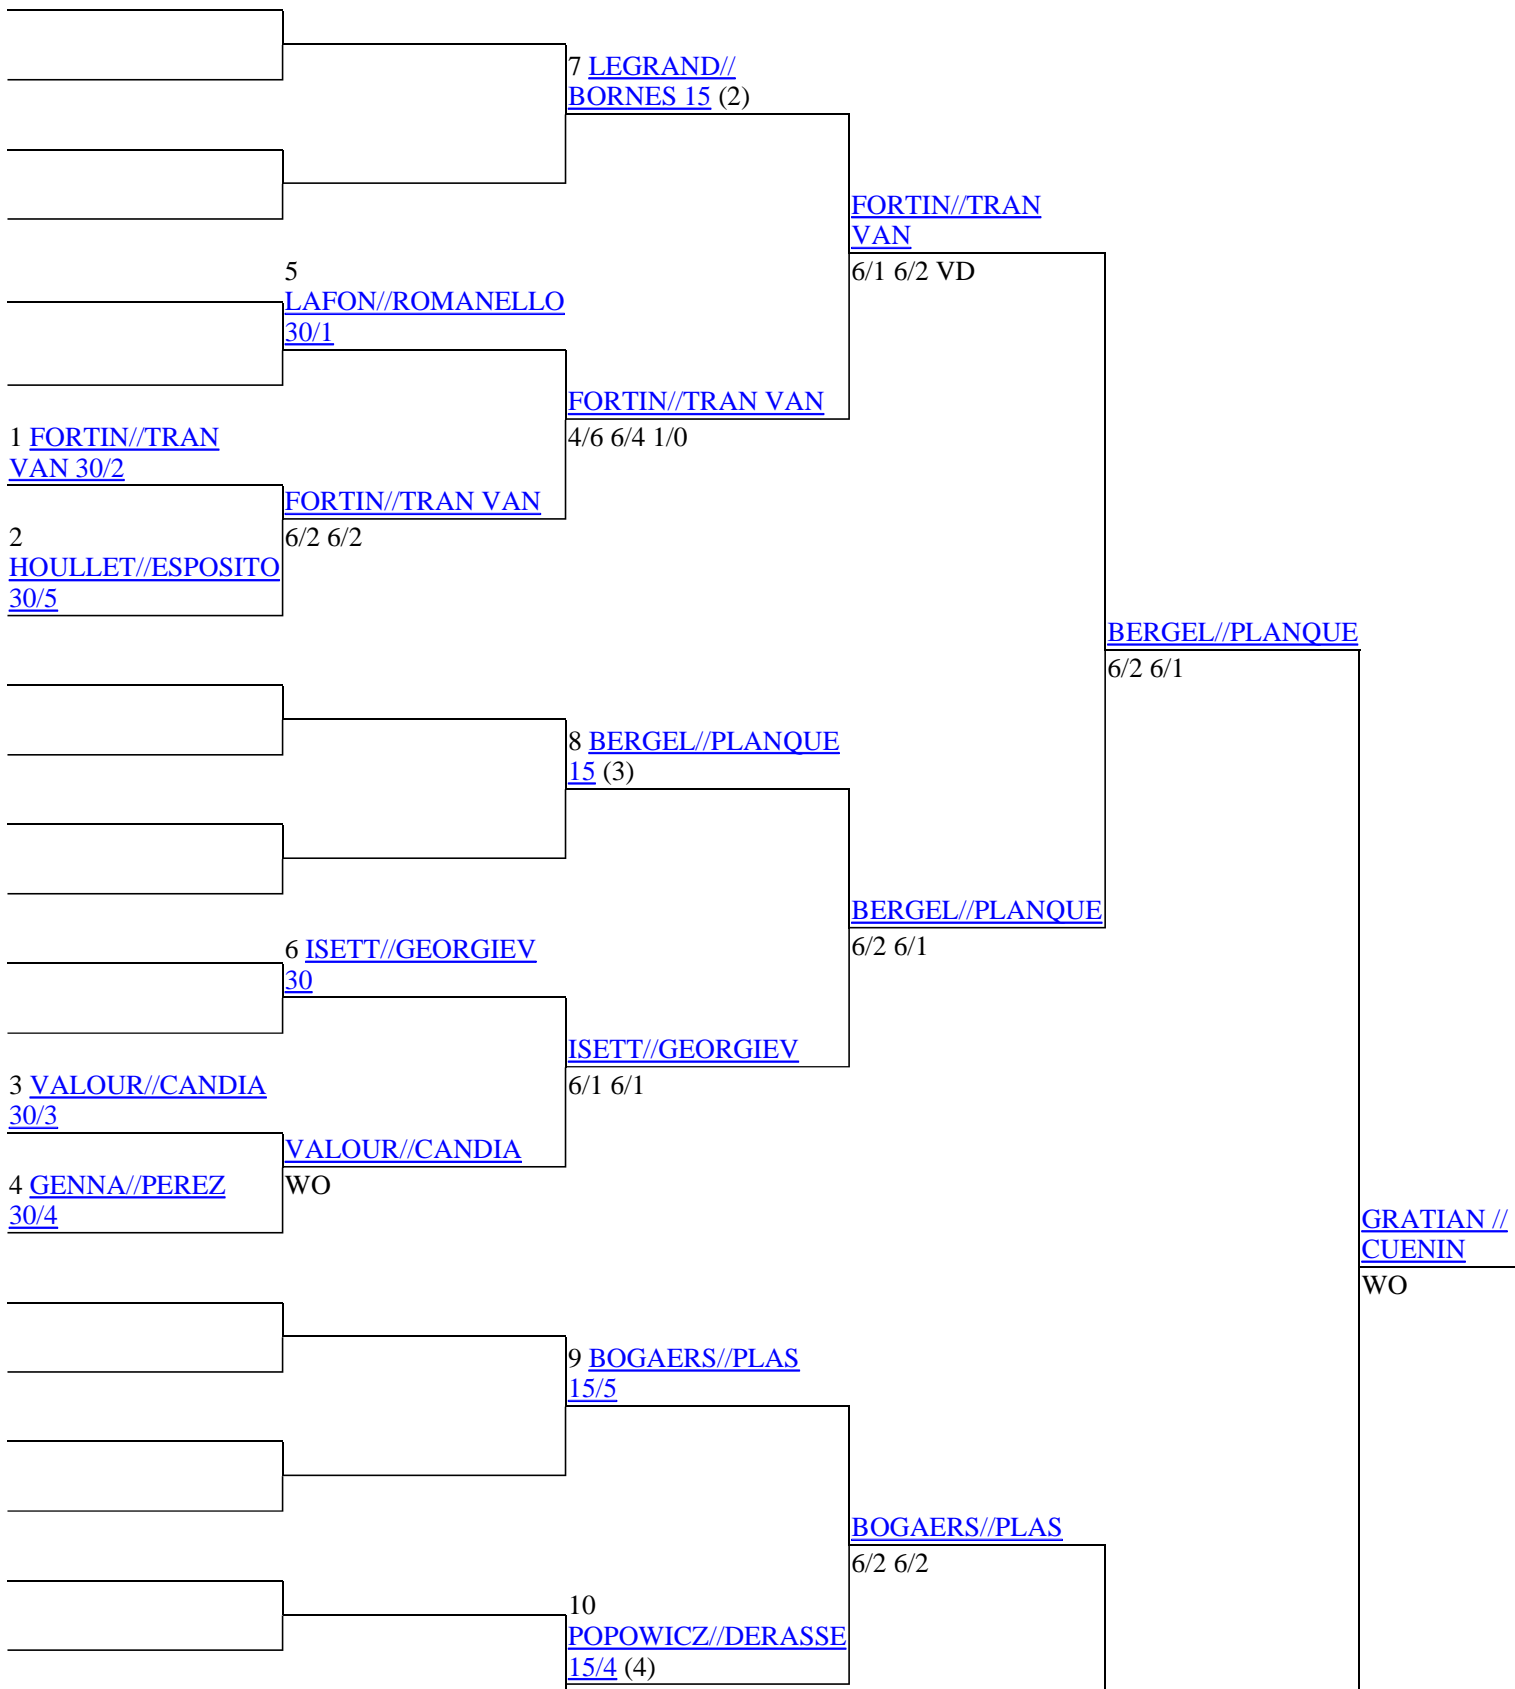 7 LEGRAND//
BORNES 15 (2)
FORTIN//TRAN
VAN
6/1 6/2 VD
5
LAFON//ROMANELLO
30/1
FORTIN//TRAN VAN
4/6 6/4 1/0
1 FORTIN//TRAN
VAN 30/2
FORTIN//TRAN VAN
6/2 6/2
2
HOULLET//ESPOSITO
30/5
BERGEL//PLANQUE
6/2 6/1
8 BERGEL//PLANQUE
15 (3)
BERGEL//PLANQUE
6/2 6/1
6 ISETT//GEORGIEV
30
ISETT//GEORGIEV
6/1 6/1
3 VALOUR//CANDIA
30/3
VALOUR//CANDIA
WO
4 GENNA//PEREZ
30/4
GRATIAN //
CUENIN
WO
9 BOGAERS//PLAS
15/5
BOGAERS//PLAS
6/2 6/2
10
POPOWICZ//DERASSE
15/4 (4)